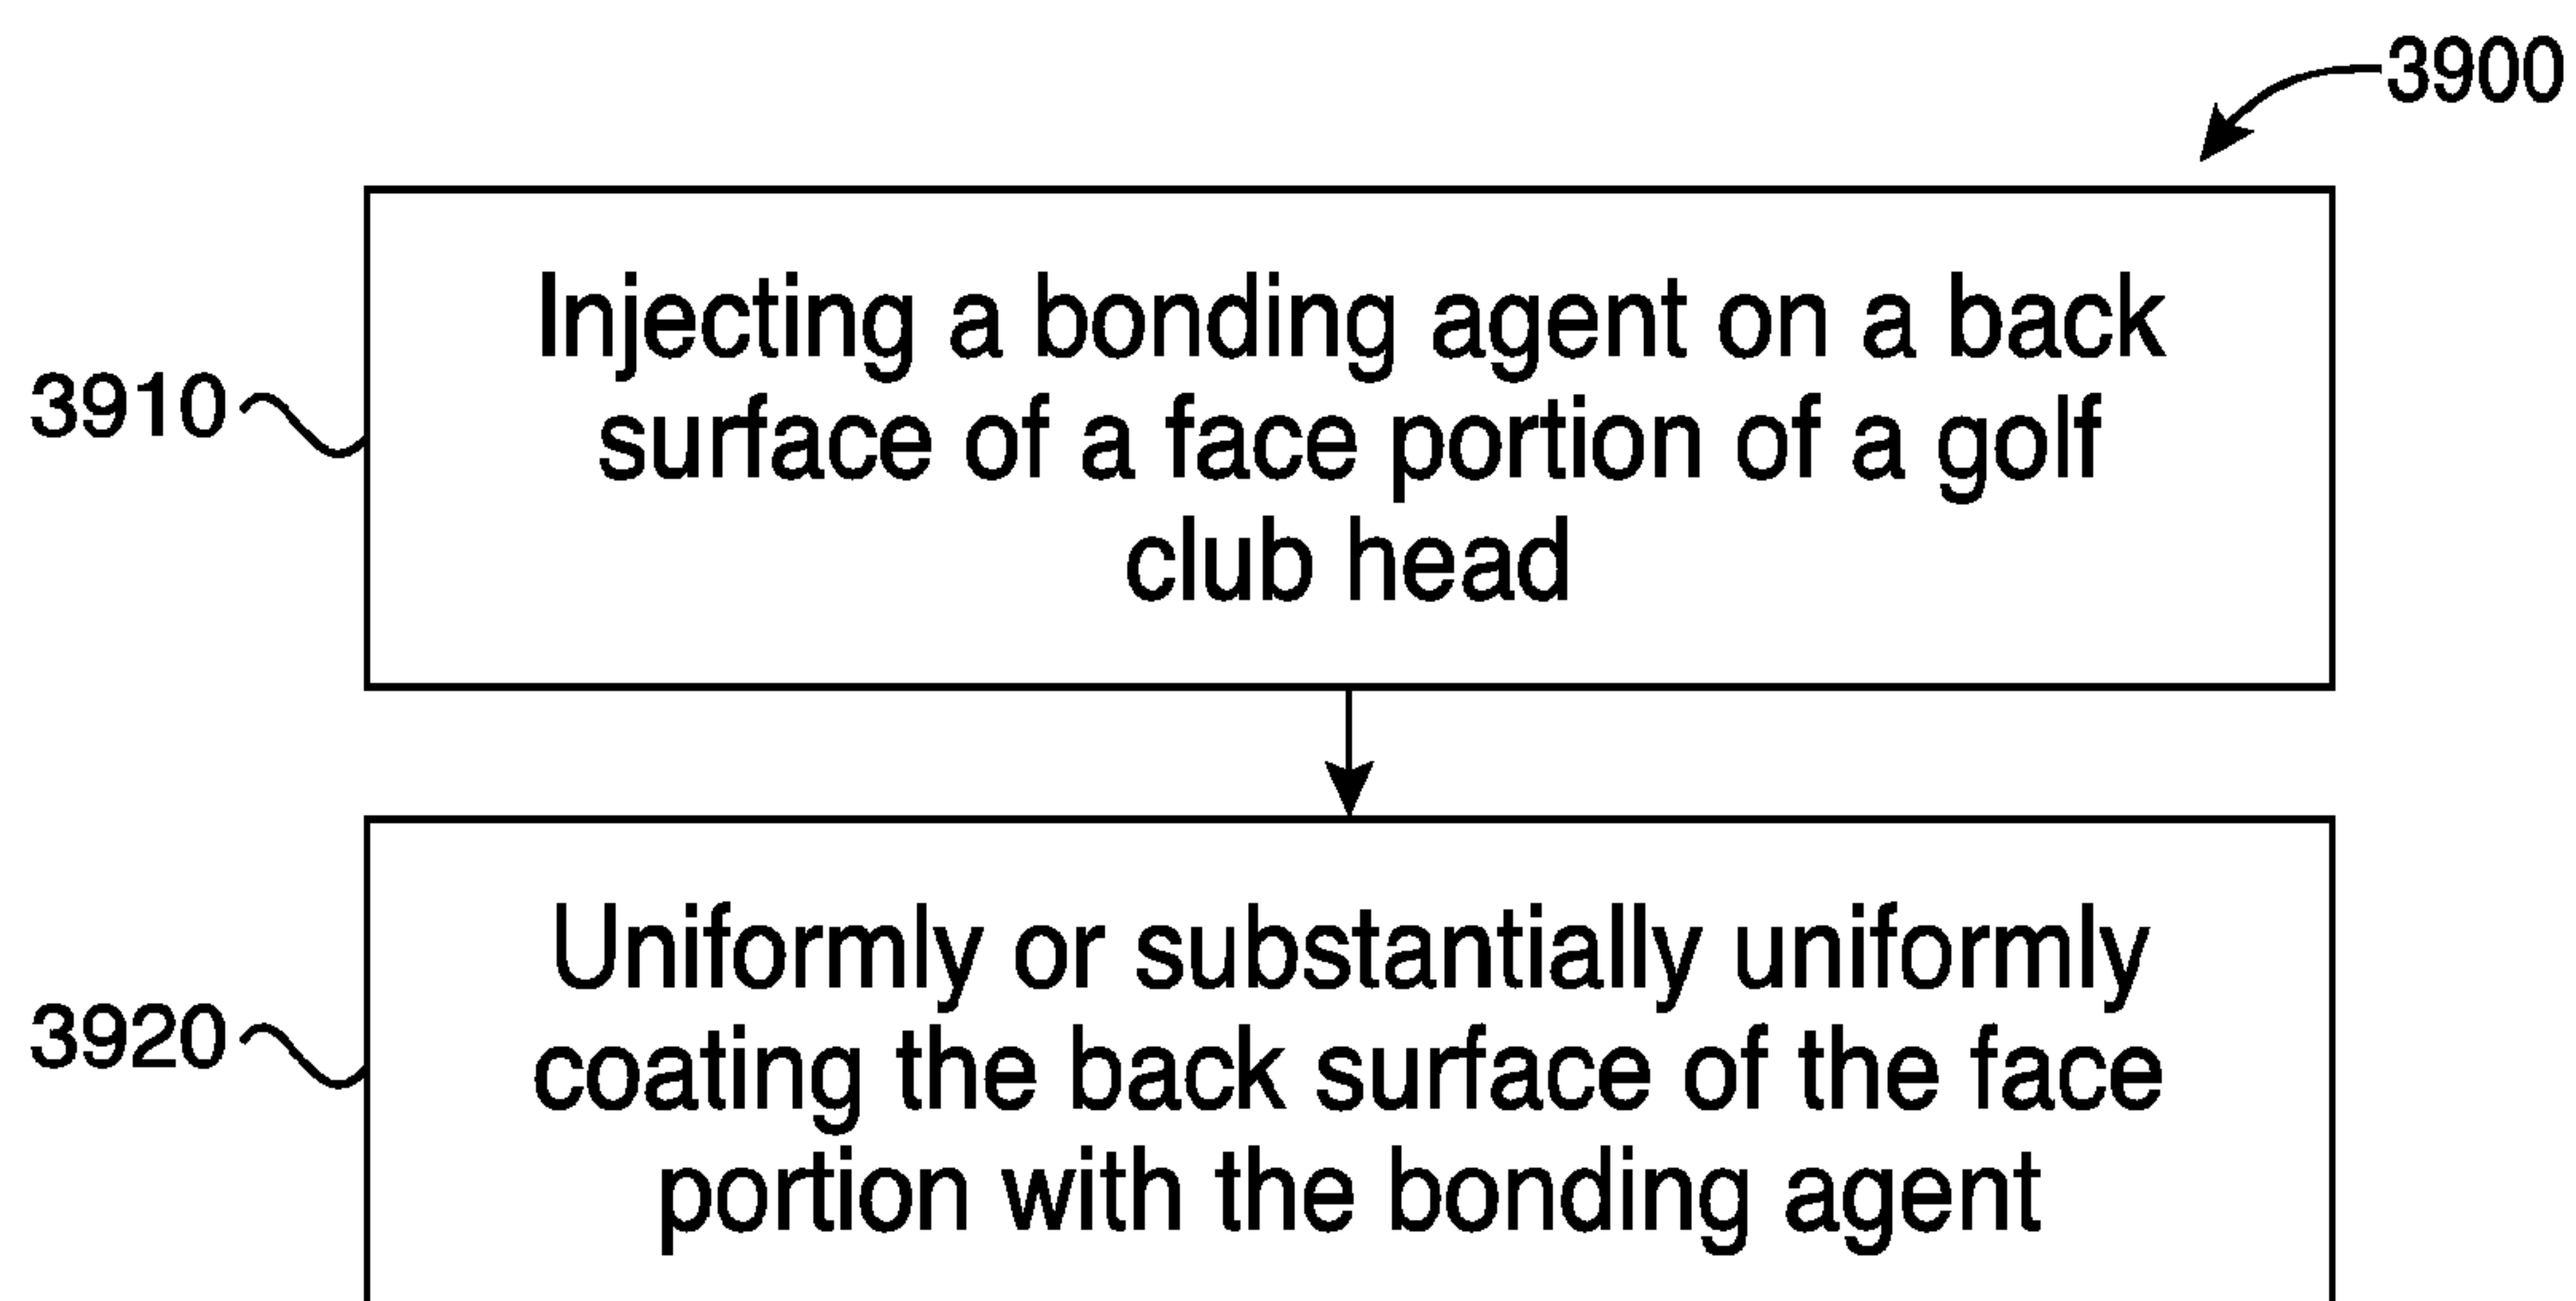 3900
Injecting a bonding agent on a back
surface of a face portion of a golf
club head
3910
Uniformly or substantially uniformly
coating the back surface of the face
portion with the bonding agent
3920